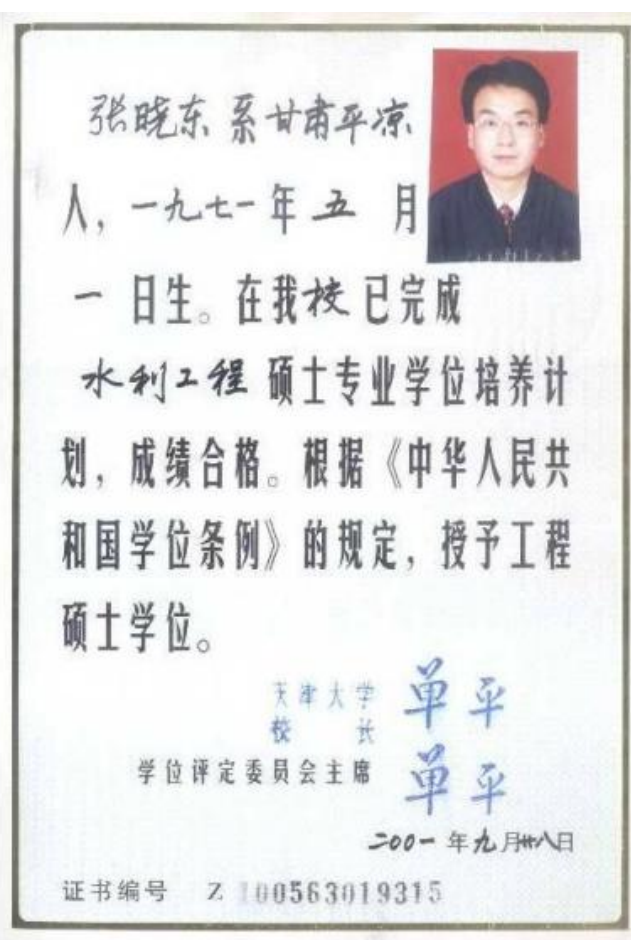 张晓东 系甘肃平凉
人，一九七一年 五 月
一 日生。在我校已完成
水利工程 硕士专业学位培养计
划，成绩合格。根据《中华人民共
和国学位条例》的规定，授予工程
硕士学位。
天津大学
校长
单平
学位评定委员会主席
单平
二00一年九月卅八日
证书编号 Z 100563019315